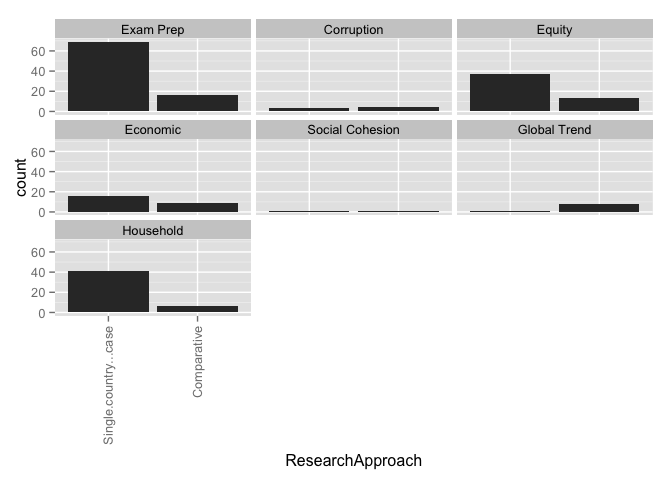 Exam Prep Corruption Equity
60
40
20
0
Economic Social Cohesion Global Trend
60
40
20
0
count
Household
60
40
20
0
Single.country...case Comparative
ResearchApproach